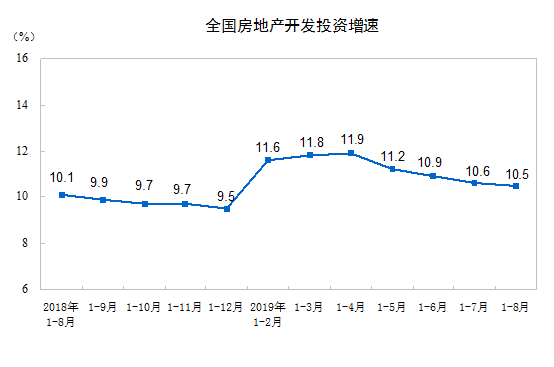 全国房地产开发投资增速
（%）
16
14
12
10
8
6
10.1
9.9
9.7
9.7
9.5
11.6
11.8
11.9
11.2
10.9
10.6
10.5
2018年
1-8月
1-9月
1-10月
1-11月
1-12月
2019年
1-2月
1-3月
1-4月
1-5月
1-6月
1-7月
1-8月